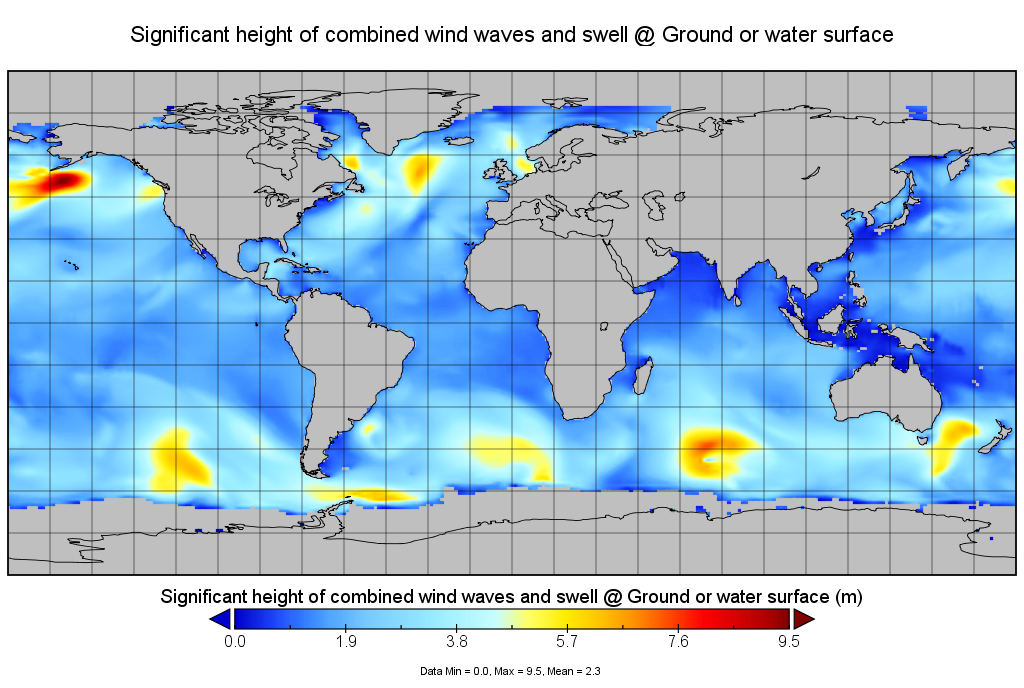 Significant height of combined wind waves and swell @ Ground or water surface
Significant height of combined wind waves and swell @ Ground or water surface (m)
0.0 1.9 3.8 5.7 7.6 9.5
Data Min = 0.0, Max = 9.5, Mean = 2.3